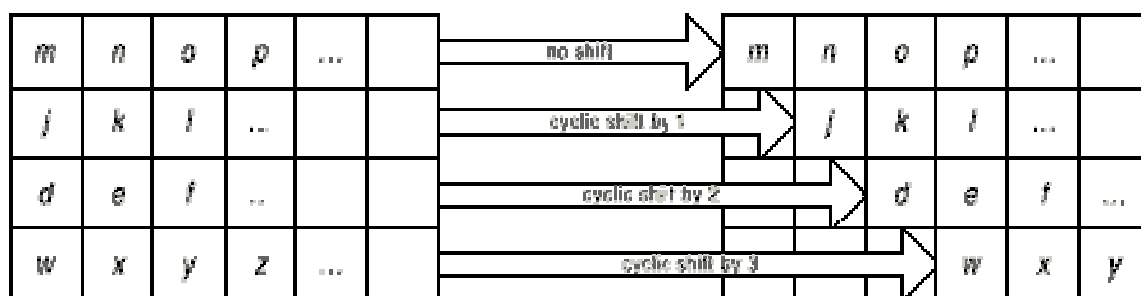 m n o p ... no shift m n o p ...
j k l ... cyclic shift by 1 j k l ...
d e f ... cyclic shift by 2 d e f ...
w x y z ... cyclic shift by 3 w x y